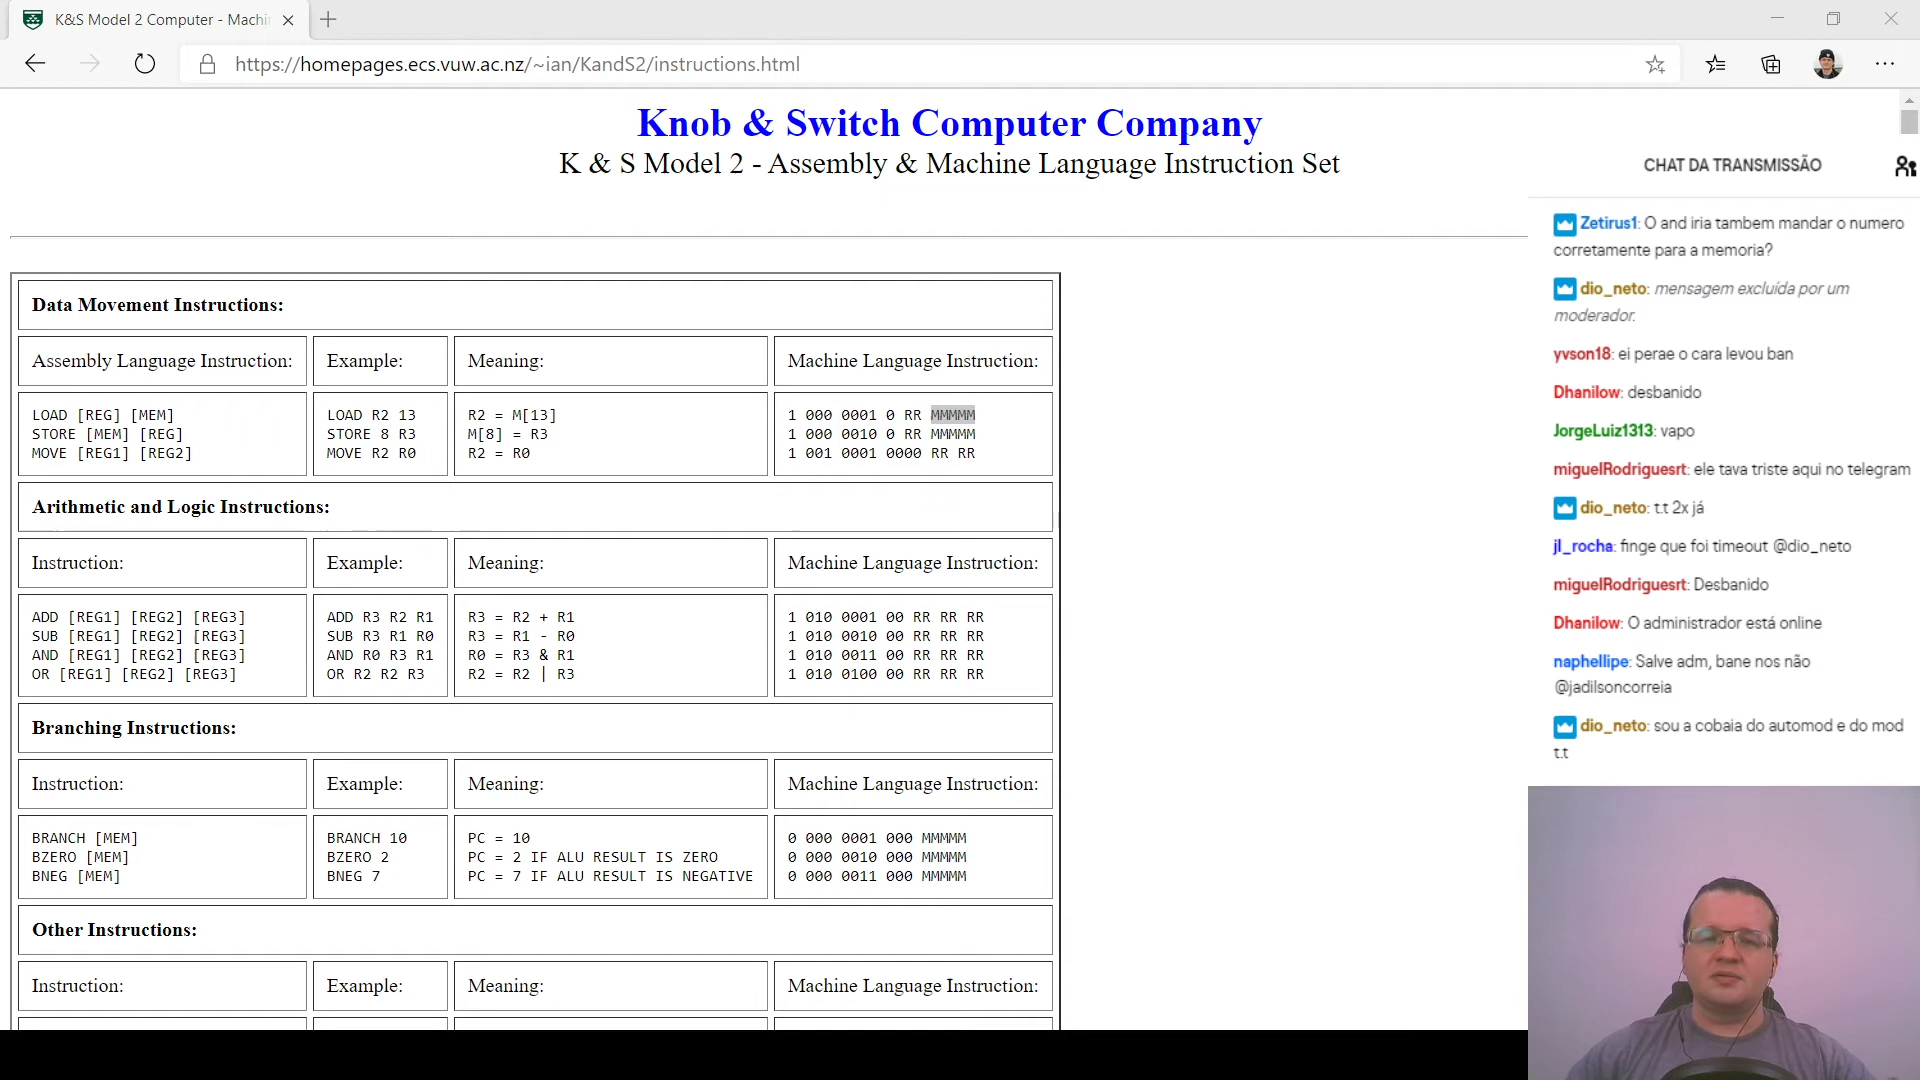 K&S Model 2 Computer - Machi
https://homepages.ecs.vuw.ac.nz/~ian/KandS2/instructions.html
Knob & Switch Computer Company
K & S Model 2 - Assembly & Machine Language Instruction Set
Data Movement Instructions:
Assembly Language Instruction: Example: Meaning: Machine Language Instruction:
LOAD [REG] [MEM] LOAD R2 13 R2 = M[13] 1 000 0001 0 RR MMMMM
STORE [MEM] [REG] STORE 8 R3 M[8] = R3 1 000 0010 0 RR MMMMM
MOVE [REG1] [REG2] MOVE R2 R0 R2 = R0 1 001 0001 0000 RR RR
Arithmetic and Logic Instructions:
Instruction: Example: Meaning: Machine Language Instruction:
ADD [REG1] [REG2] [REG3] ADD R3 R2 R1 R3 = R2 + R1 1 010 0001 00 RR RR RR
SUB [REG1] [REG2] [REG3] SUB R3 R1 R0 R3 = R1 - R0 1 010 0010 00 RR RR RR
AND [REG1] [REG2] [REG3] AND R0 R3 R1 R0 = R3 & R1 1 010 0011 00 RR RR RR
OR [REG1] [REG2] [REG3] OR R2 R2 R3 R2 = R2 | R3 1 010 0100 00 RR RR RR
Branching Instructions:
Instruction: Example: Meaning: Machine Language Instruction:
BRANCH [MEM] BRANCH 10 PC = 10 0 000 0001 000 MMMMM
BZERO [MEM] BZERO 2 PC = 2 IF ALU RESULT IS ZERO 0 000 0010 000 MMMMM
BNEG [MEM] BNEG 7 PC = 7 IF ALU RESULT IS NEGATIVE 0 000 0011 000 MMMMM
Other Instructions:
Instruction: Example: Meaning: Machine Language Instruction:
CHAT DA TRANSMISSÃO
Zetirus1: O and iria tambem mandar o numero
corretamente para a memoria?
dio_neto: mensagem excluída por um
moderador.
yvson18: ei perae o cara levou ban
Dhanilow: desbanido
JorgeLuiz1313: vapo
miguelRodriguesrt: ele tava triste aqui no telegram
dio_neto: t.t 2x já
jl_rocha: finge que foi timeout @dio_neto
miguelRodriguesrt: Desbanido
Dhanilow: O administrador está online
naphellipe: Salve adm, bane nos não
@jadilsoncorreia
dio_neto: sou a cobaia do automod e do mod
t.t